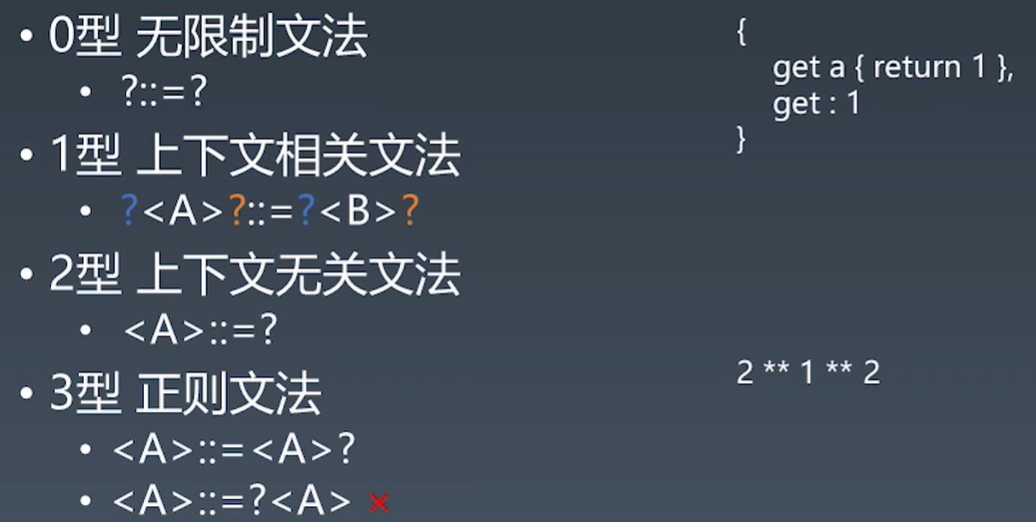 • 0型 无限制文法
• ?::=?
• 1型 上下文相关文法
• ?<A>?::=?<B>?
• 2型 上下文无关文法
• <A>::=?
• 3型 正则文法
• <A>::=<A>?
• <A>::=?<A> ×
{
get a { return 1 },
get : 1
}
2 ** 1 ** 2